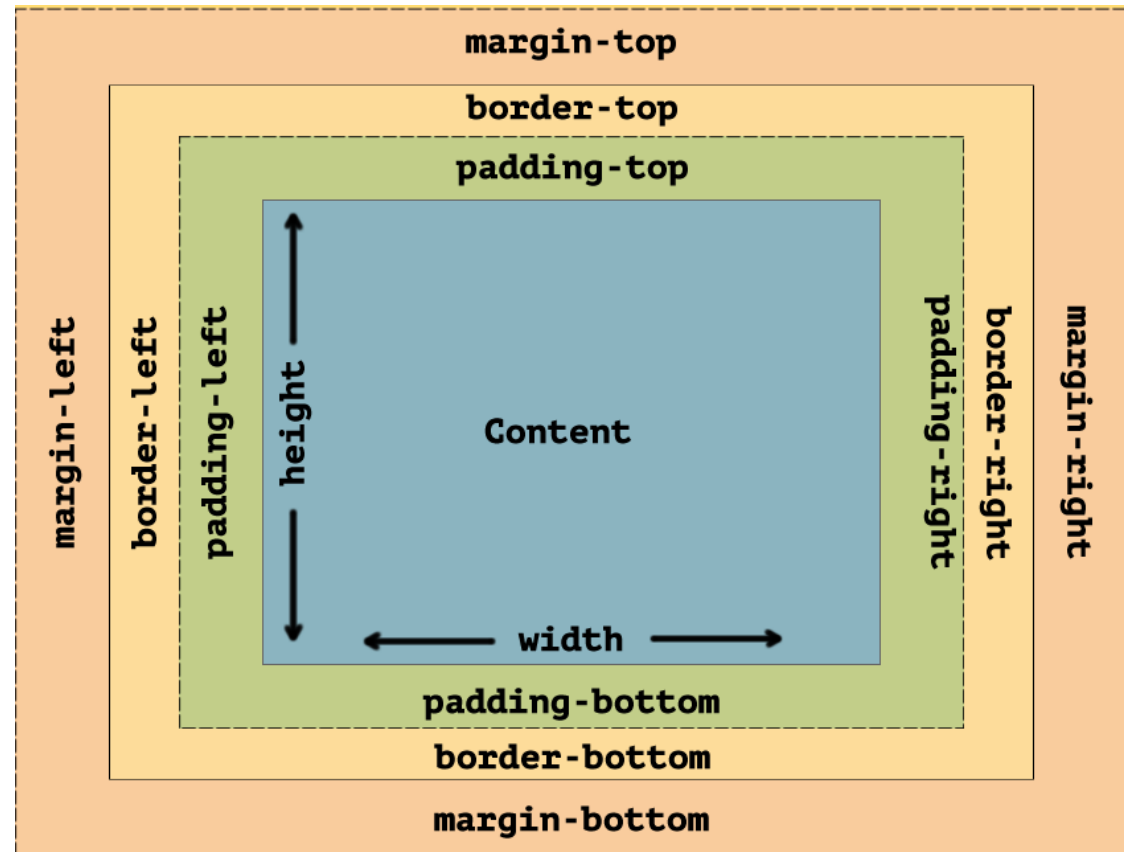 margin-top
border-top
padding-top
margin-left
border-left
padding-left
height
Content
padding-right
border-right
margin-right
width
padding-bottom
border-bottom
margin-bottom